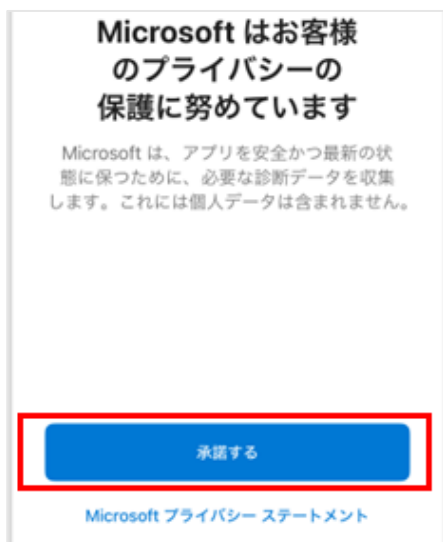 Microsoft はお客様
のプライバシーの
保護に努めています
Microsoft は、アプリを安全かつ最新の状
態に保つために、必要な診断データを収集
します。これには個人データは含まれません。
承諾する
Microsoft プライバシー ステートメント